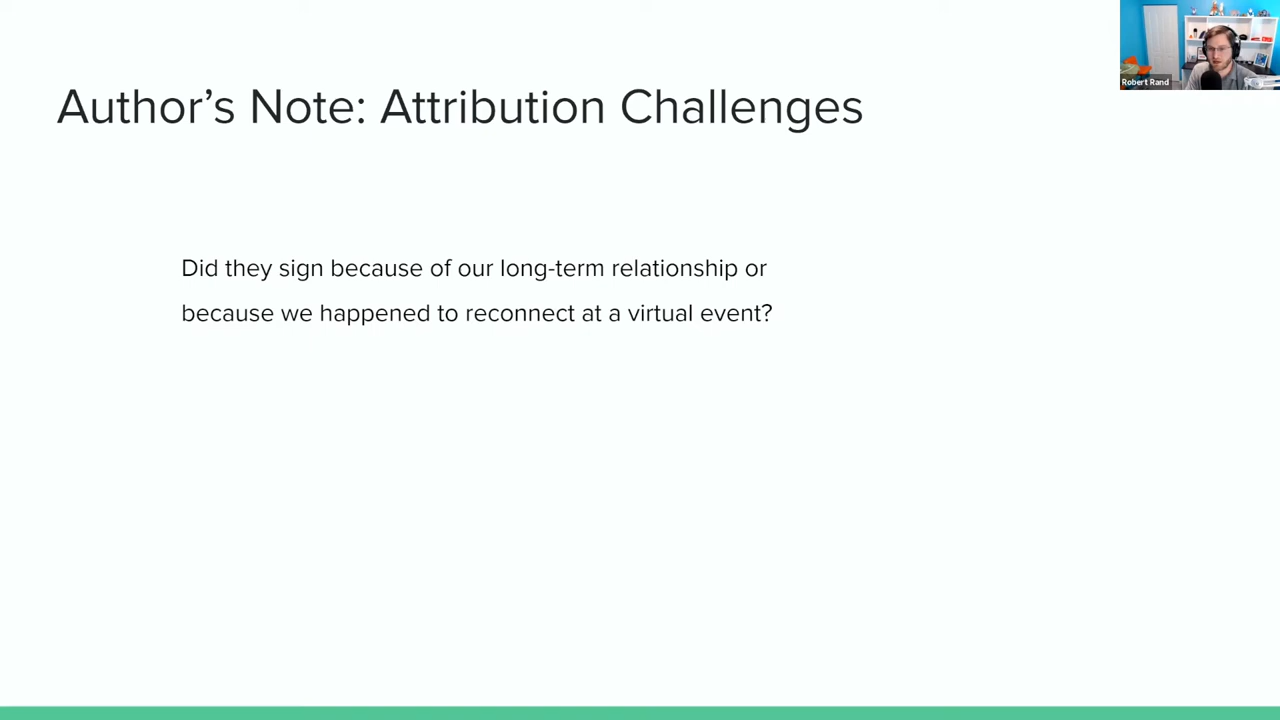 Robert Rand
Author’s Note: Attribution Challenges
Did they sign because of our long-term relationship or
because we happened to reconnect at a virtual event?